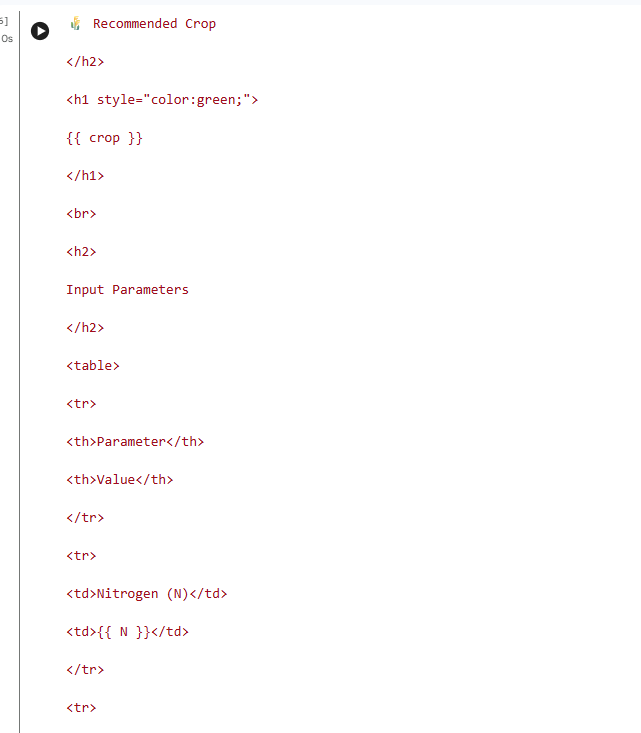 6]
0s
🌾 Recommended Crop
</h2>
<h1 style="color:green;">
{{ crop }}
</h1>
<br>
<h2>
Input Parameters
</h2>
<table>
<tr>
<th>Parameter</th>
<th>Value</th>
</tr>
<tr>
<td>Nitrogen (N)</td>
<td>{{ N }}</td>
</tr>
<tr>